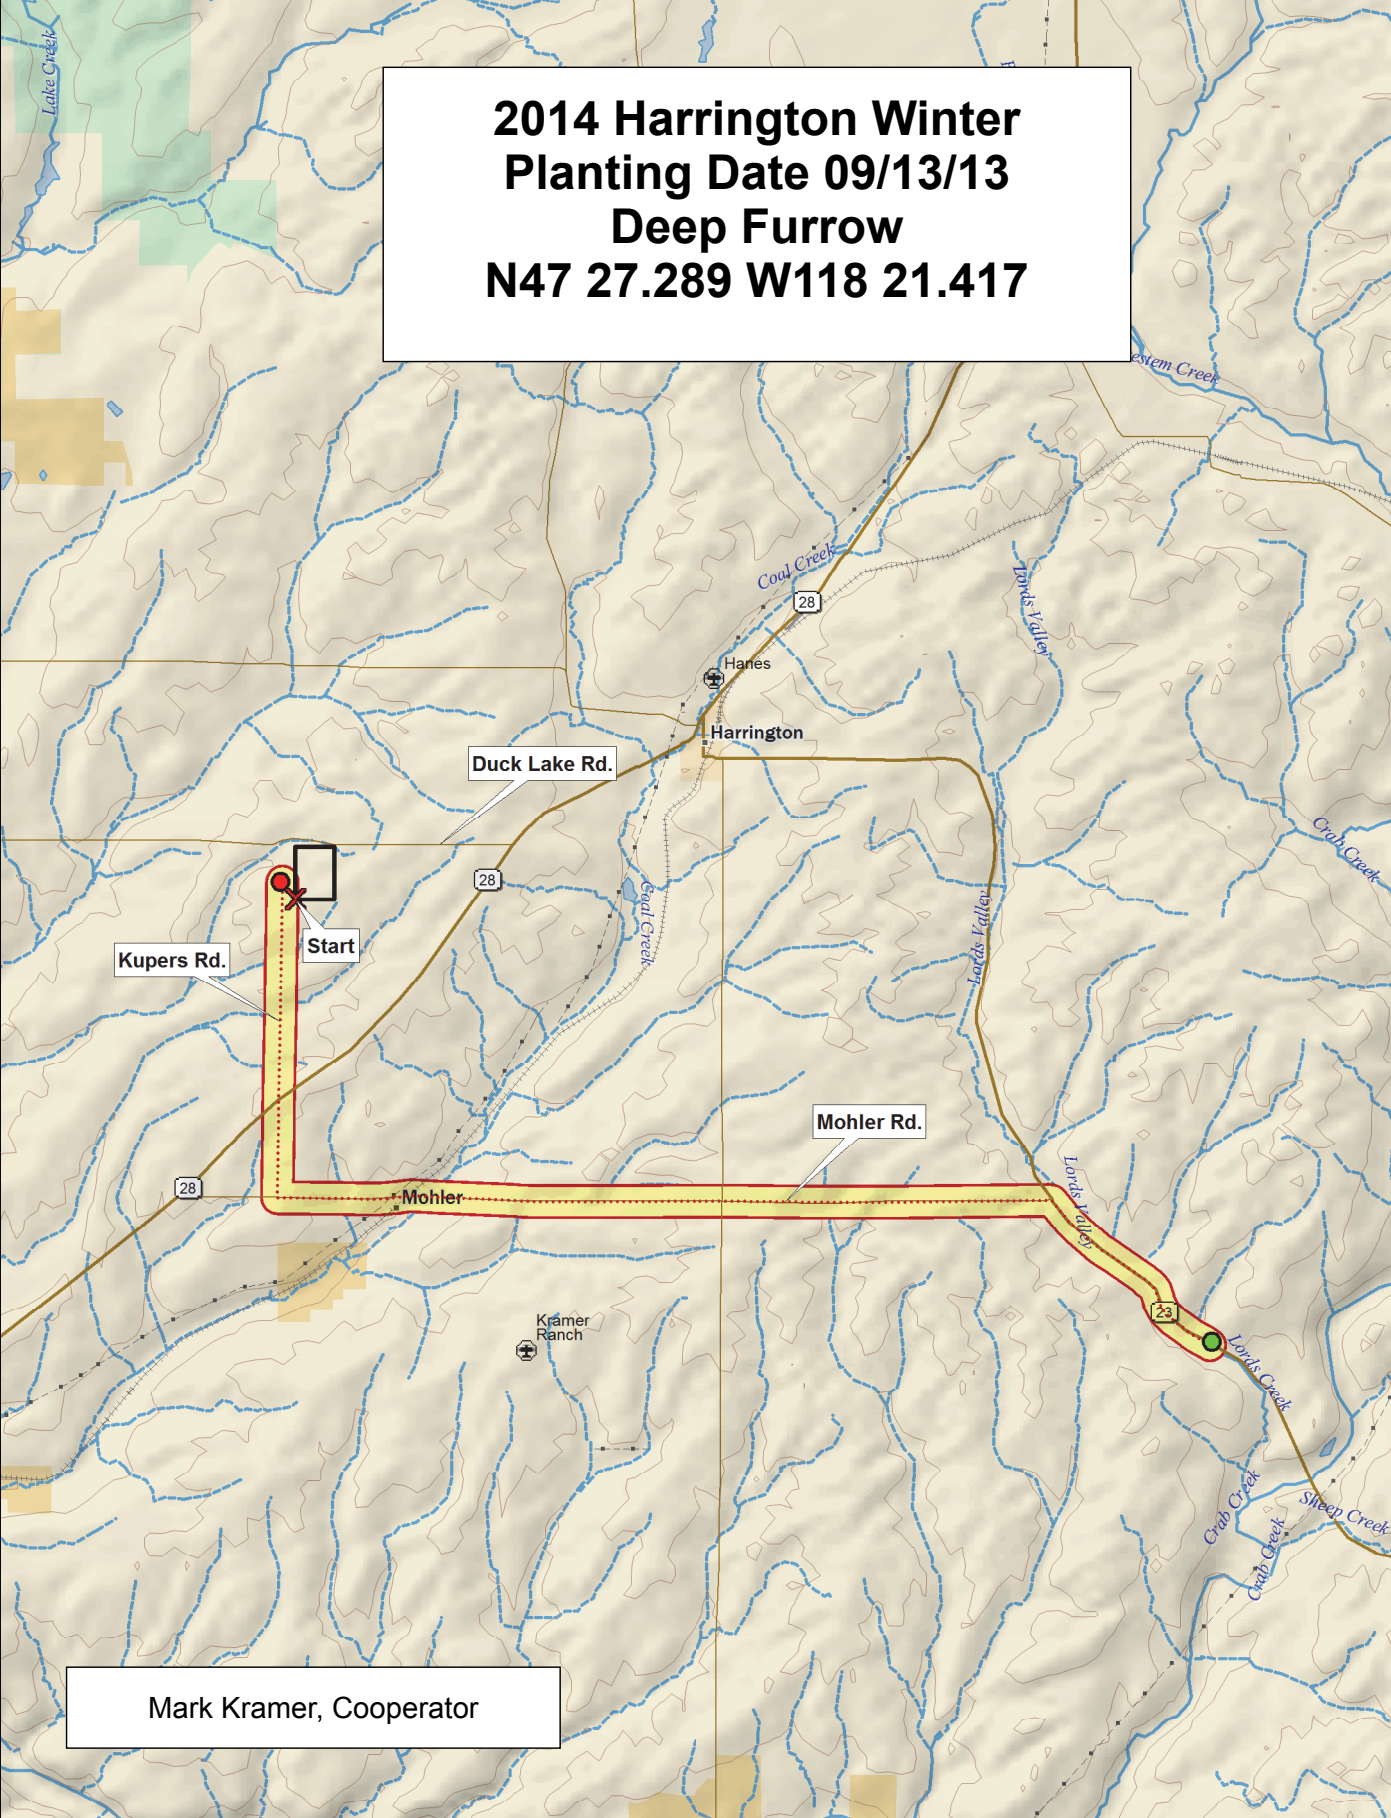 Lake Creek
2014 Harrington Winter
Planting Date 09/13/13
Deep Furrow
N47 27.289 W118 21.417
estem Creek
Coal Creek
28
Lords Valley
Hanes
Harrington
Duck Lake Rd.
Crab Creek
28
Coal Creek
Lords Valley
Start
Kupers Rd.
Mohler Rd.
Lords Valley
28
Mohler
23
Kramer
Ranch
Lords Creek
Crab Creek
Sheep Creek
Crab Creek
Mark Kramer, Cooperator